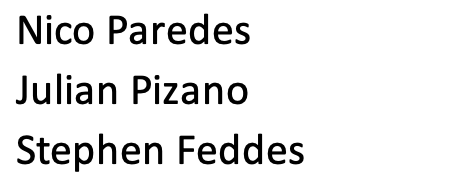 Nico Paredes
Julian Pizano
Stephen Feddes